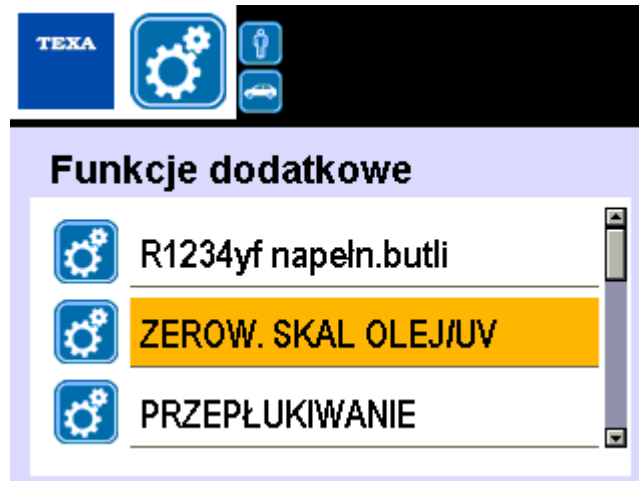 TEXA
Funkcje dodatkowe
R1234yf napełn.butli
ZEROW. SKAL OLEJ/UV
PRZEPŁUKIWANIE